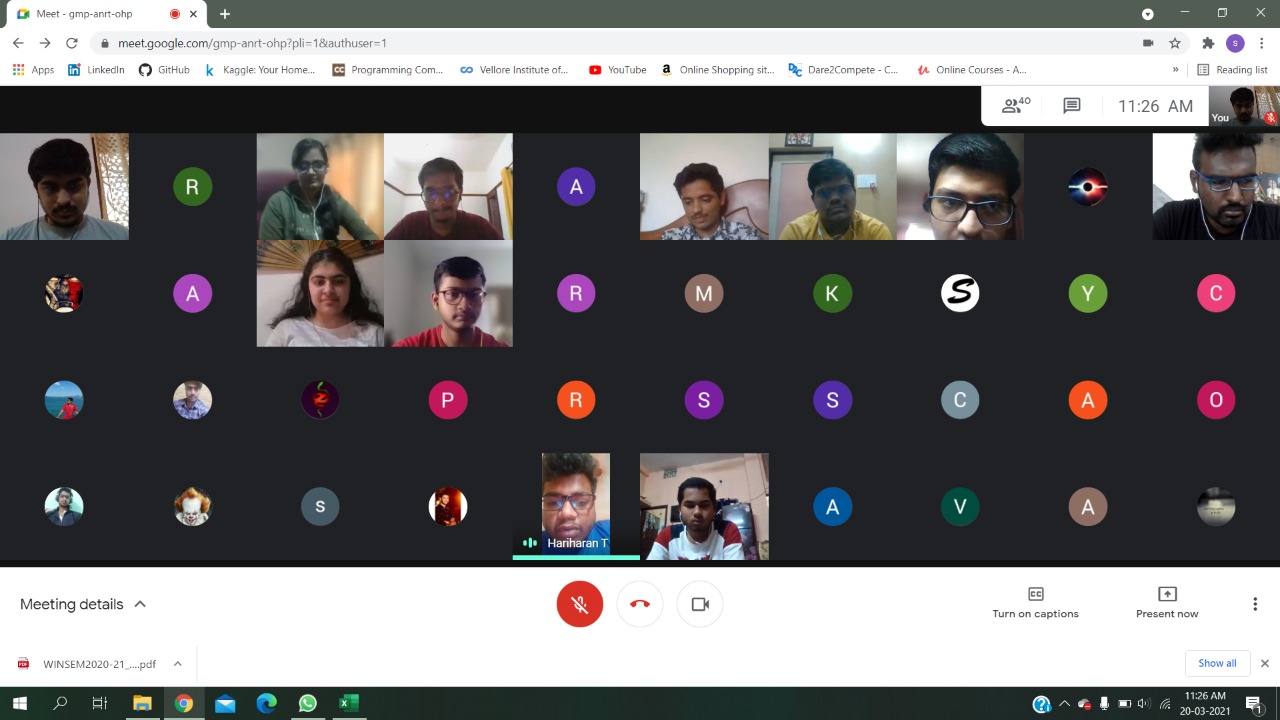 Meet - gmp-anrt-ohp
meet.google.com/gmp-anrt-ohp?pli=1&authuser=1
S
Apps LinkedIn GitHub Kaggle: Your Home... Programming Com... Vellore Institute of... YouTube Online Shopping sit... Dare2Compete - C... Online Courses - A... » Reading list
40 11:26 AM
You
R A
A R M K S Y C
P R S S C A O
s A V A
Hariharan T
Meeting details
CC
Turn on captions Present now
PDF WINSEM2020-21_....pdf Show all
11:26 AM
20-03-2021
1